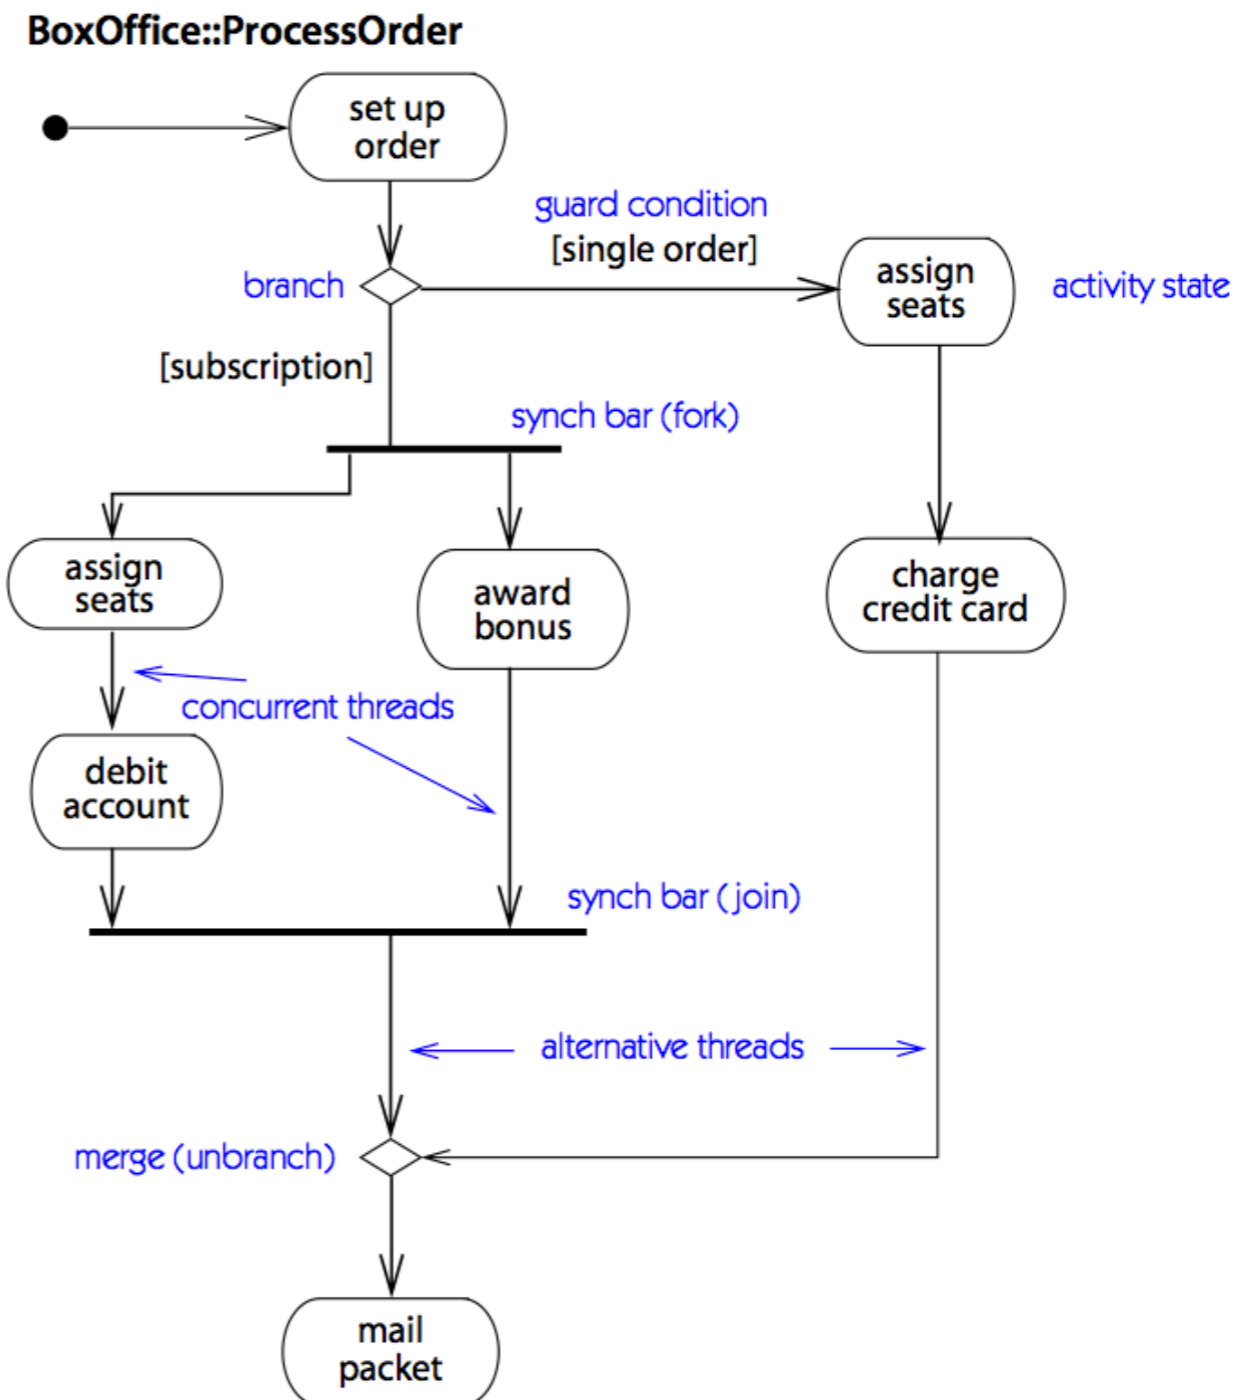 BoxOffice::ProcessOrder
set up
order
guard condition
[single order]
branch
assign
seats
activity state
[subscription]
synch bar (fork)
assign
seats
award
bonus
charge
credit card
concurrent threads
debit
account
synch bar (join)
alternative threads
merge (unbranch)
mail
packet